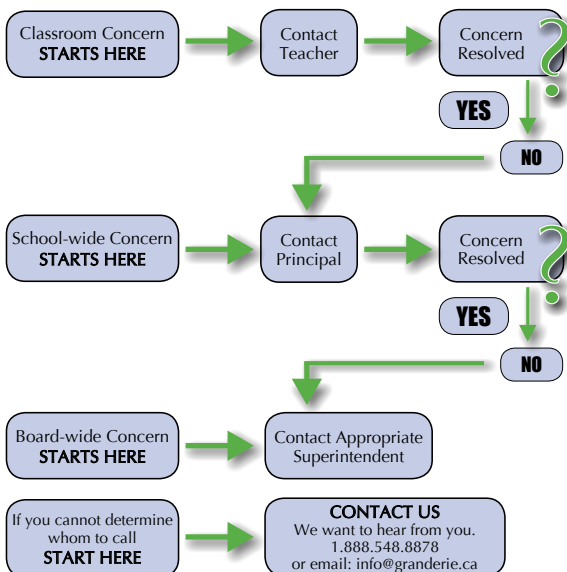 Classroom Concern
STARTS HERE
Contact
Teacher
Concern
Resolved
?
YES
NO
School-wide Concern
STARTS HERE
Contact
Principal
Concern
Resolved
?
YES
NO
Board-wide Concern
STARTS HERE
Contact Appropriate
Superintendent
If you cannot determine
whom to call
START HERE
CONTACT US
We want to hear from you.
1.888.548.8878
or email: info@granderie.ca